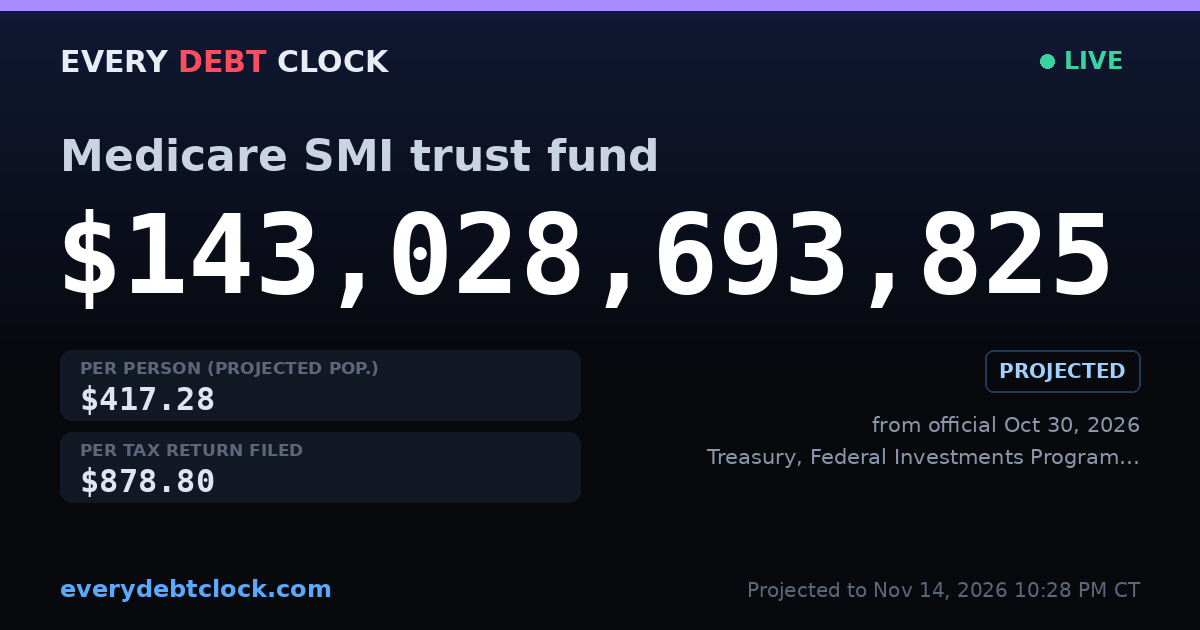 EVERY DEBT CLOCK
LIVE
Medicare SMI trust fund
$143,028,693,825
PER PERSON (PROJECTED POP.)
$417.28
PER TAX RETURN FILED
$878.80
PROJECTED
from official Oct 30, 2026
Treasury, Federal Investments Program…
everydebtclock.com
Projected to Nov 14, 2026 10:28 PM CT